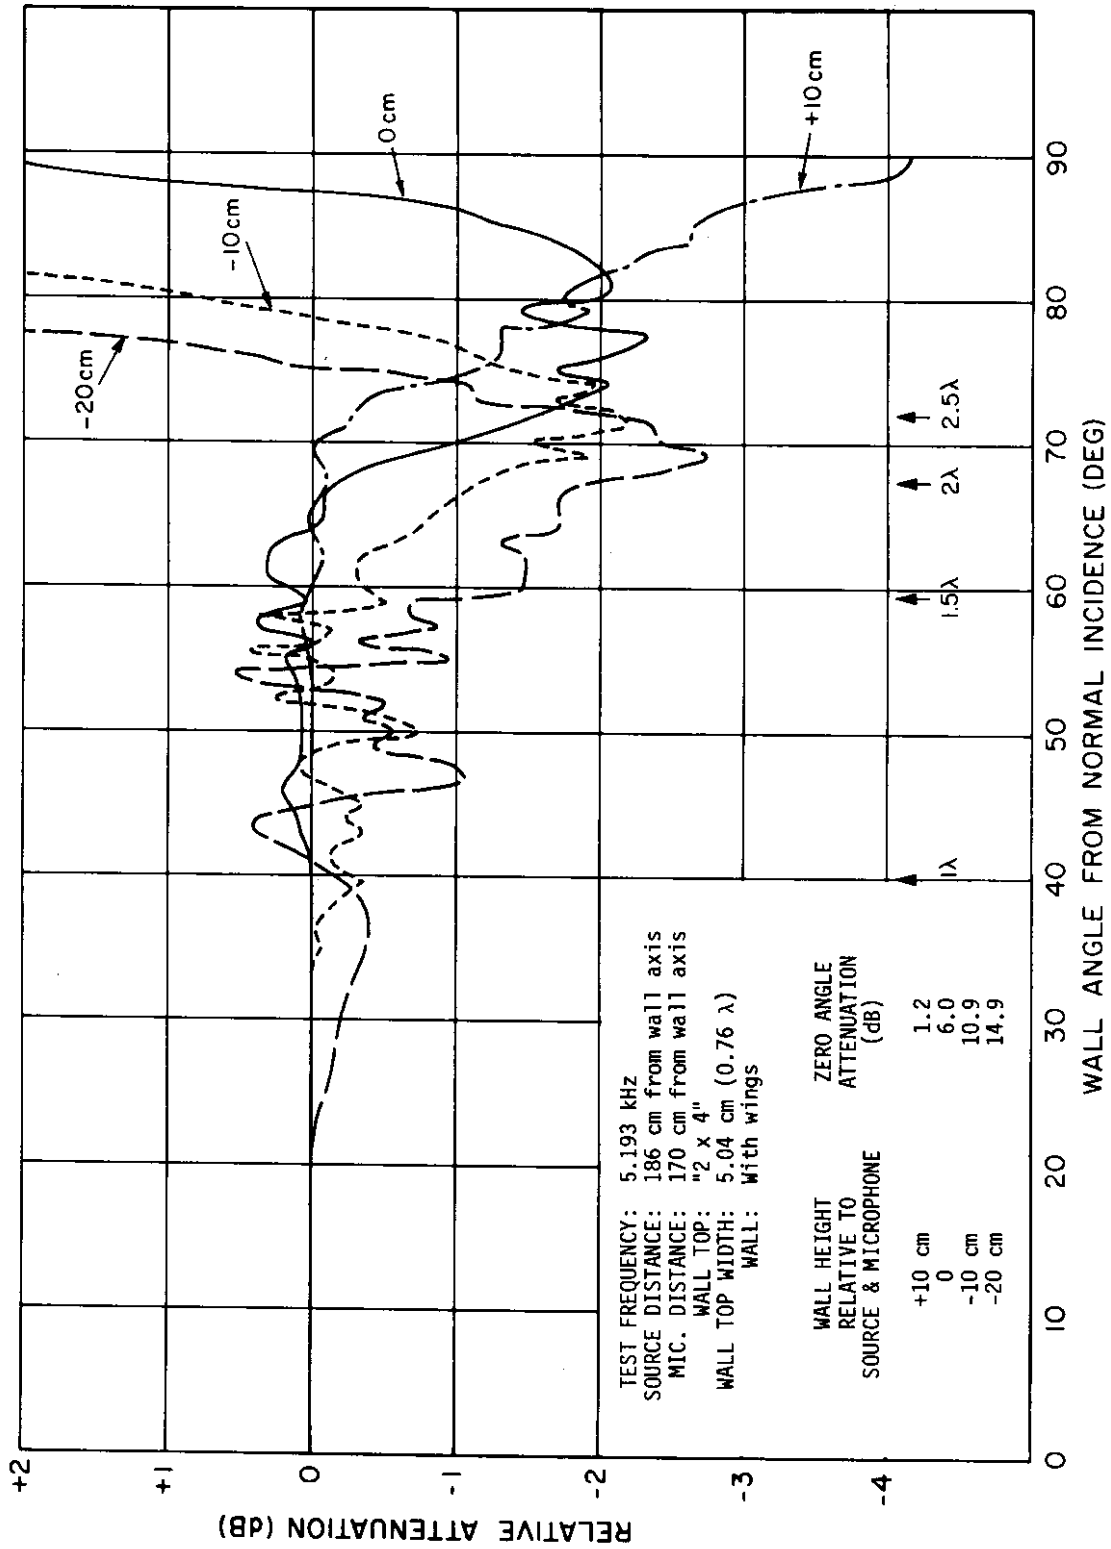 +2
+1
0
-1
-2
-3
-4
RELATIVE ATTENUATION (dB)
-20cm
-10cm
0cm
+10cm
1λ
1.5λ
2λ
2.5λ
TEST FREQUENCY: 5.193 kHz
SOURCE DISTANCE: 186 cm from wall axis
MIC. DISTANCE: 170 cm from wall axis
WALL TOP: "2 x 4"
WALL TOP WIDTH: 5.04 cm (0.76 λ)
WALL: With wings
WALL HEIGHT RELATIVE TO SOURCE & MICROPHONE
ZERO ANGLE ATTENUATION (dB)
+10 cm 1.2
0 6.0
-10 cm 10.9
-20 cm 14.9
0 10 20 30 40 50 60 70 80 90
WALL ANGLE FROM NORMAL INCIDENCE (DEG)